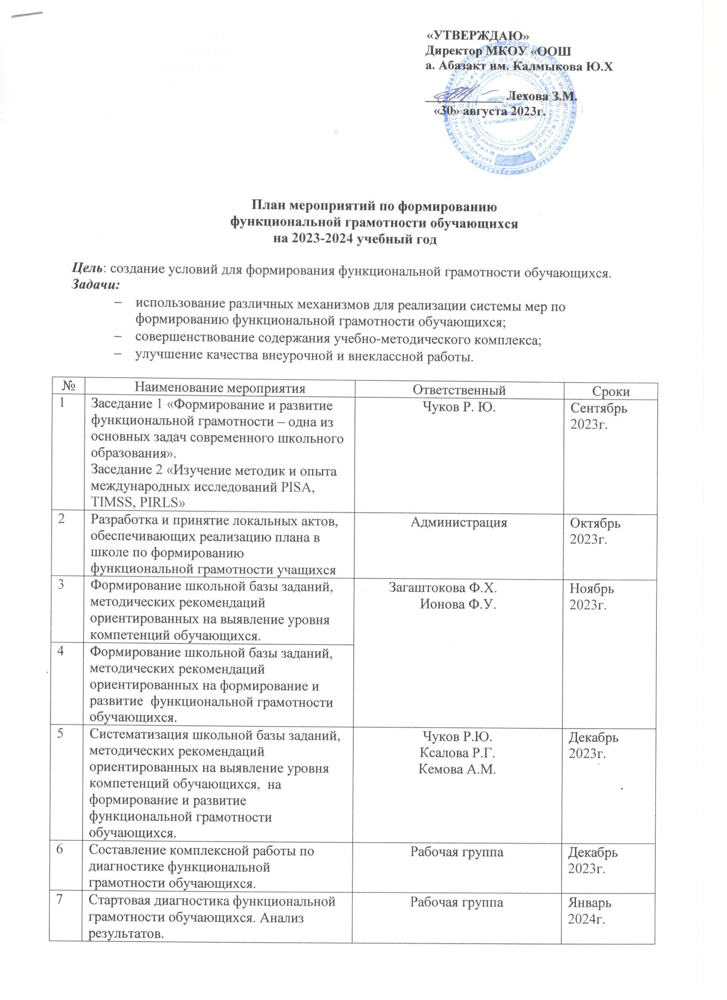 «УТВЕРЖДАЮ»
Директор МКОУ «ООШ
а. Абазакт им. Калмыкова Ю.Х
Лехова З.М.
«30» августа 2023г.
МБОУ
а. Абазакт
Калмыкова Ю.Х.»
План мероприятий по формированию
функциональной грамотности обучающихся
на 2023-2024 учебный год
Цель: создание условий для формирования функциональной грамотности обучающихся.
Задачи:
– использование различных механизмов для реализации системы мер по
формированию функциональной грамотности обучающихся;
– совершенствование содержания учебно-методического комплекса;
– улучшение качества внеурочной и внеклассной работы.
№ Наименование мероприятия Ответственный Сроки
1 Заседание 1 «Формирование и развитие Чуков Р. Ю. Сентябрь
функциональной грамотности – одна из 2023г.
основных задач современного школьного
образования».
Заседание 2 «Изучение методик и опыта
международных исследований PISA,
TIMSS, PIRLS»
2 Разработка и принятие локальных актов, Администрация Октябрь
обеспечивающих реализацию плана в 2023г.
школе по формированию
функциональной грамотности учащихся
3 Формирование школьной базы заданий, Загаштокова Ф.Х. Ноябрь
методических рекомендаций Ионова Ф.У. 2023г.
ориентированных на выявление уровня
компетенций обучающихся.
4 Формирование школьной базы заданий,
методических рекомендаций
ориентированных на формирование и
развитие функциональной грамотности
обучающихся.
5 Систематизация школьной базы заданий, Чуков Р.Ю. Декабрь
методических рекомендаций Ксалова Р.Г. 2023г.
ориентированных на выявление уровня Кемова А.М.
компетенций обучающихся, на
формирование и развитие
функциональной грамотности
обучающихся.
6 Составление комплексной работы по Рабочая группа Декабрь
диагностике функциональной 2023г.
грамотности обучающихся.
7 Стартовая диагностика функциональной Рабочая группа Январь
грамотности обучающихся. Анализ 2024г.
результатов.